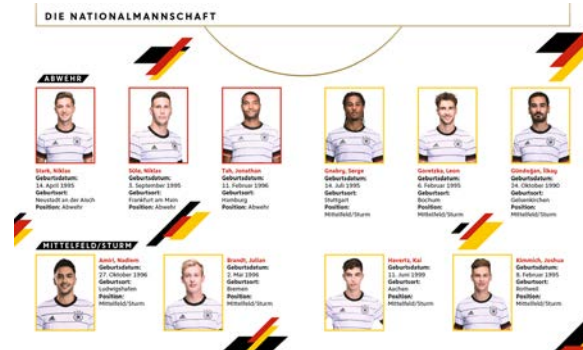 DIE NATIONALMANNSCHAFT
ABWEHR
Stark, Niklas
Geburtsdatum:
14. April 1995
Geburtsort:
Neustadt an der Aisch
Position: Abwehr
Süle, Niklas
Geburtsdatum:
3. September 1995
Geburtsort:
Frankfurt am Main
Position: Abwehr
Tah, Jonathan
Geburtsdatum:
11. Februar 1996
Geburtsort:
Hamburg
Position: Abwehr
Gnabry, Serge
Geburtsdatum:
14. Juli 1995
Geburtsort:
Stuttgart
Position:
Mittelfeld/Sturm
Goretzka, Leon
Geburtsdatum:
6. Februar 1995
Geburtsort:
Bochum
Position:
Mittelfeld/Sturm
Gündoğan, İlkay
Geburtsdatum:
24. Oktober 1990
Geburtsort:
Gelsenkirchen
Position:
Mittelfeld/Sturm
MITTELFELD/STURM
Amiri, Nadiem
Geburtsdatum:
27. Oktober 1996
Geburtsort:
Ludwigshafen
Position:
Mittelfeld/Sturm
Brandt, Julian
Geburtsdatum:
2. Mai 1996
Geburtsort:
Bremen
Position:
Mittelfeld/Sturm
Havertz, Kai
Geburtsdatum:
11. Juni 1999
Geburtsort:
Aachen
Position:
Mittelfeld/Sturm
Kimmich, Joshua
Geburtsdatum:
8. Februar 1995
Geburtsort:
Rottweil
Position:
Mittelfeld/Sturm